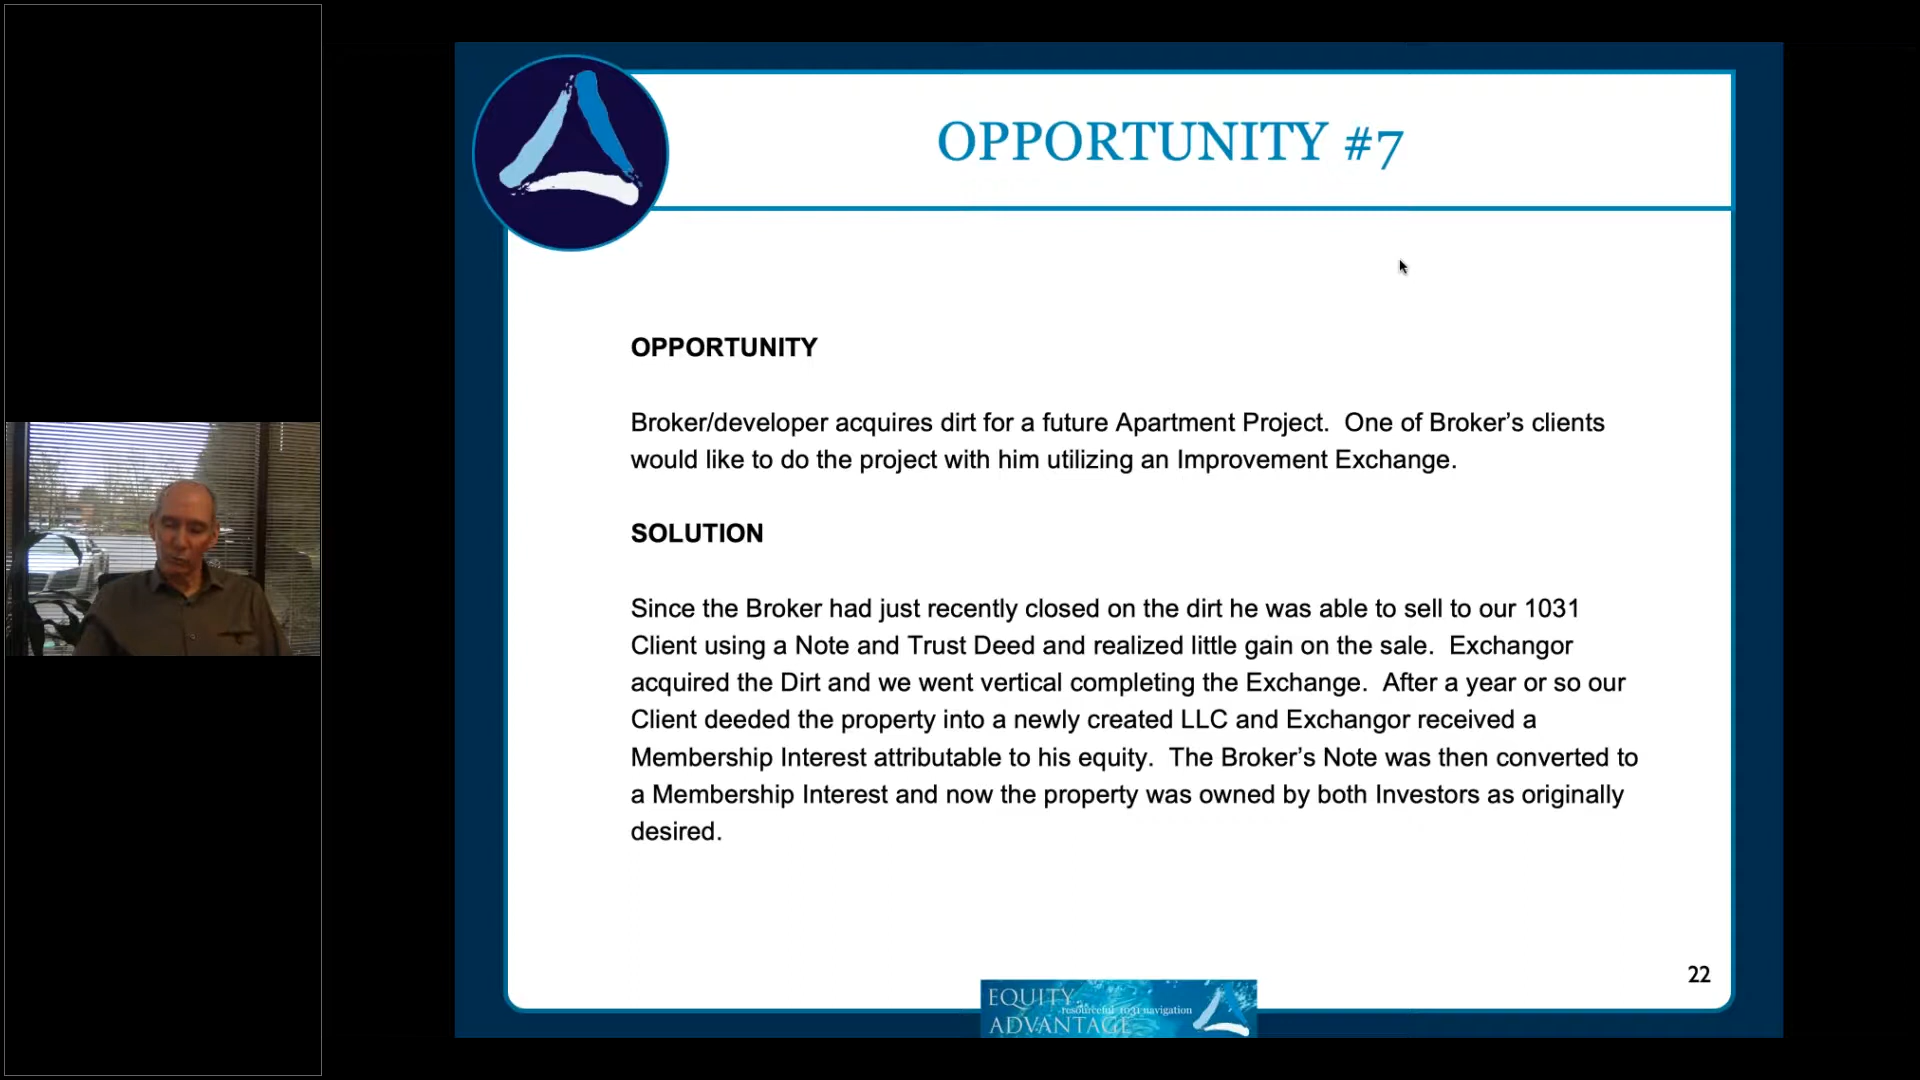 OPPORTUNITY #7
OPPORTUNITY
Broker/developer acquires dirt for a future Apartment Project.  One of Broker’s clients
would like to do the project with him utilizing an Improvement Exchange.
SOLUTION
Since the Broker had just recently closed on the dirt he was able to sell to our 1031
Client using a Note and Trust Deed and realized little gain on the sale.  Exchangor
acquired the Dirt and we went vertical completing the Exchange.  After a year or so our
Client deeded the property into a newly created LLC and Exchangor received a
Membership Interest attributable to his equity.  The Broker’s Note was then converted to
a Membership Interest and now the property was owned by both Investors as originally
desired.
22
EQUITY
resourceful 1031 navigation
ADVANTAGE